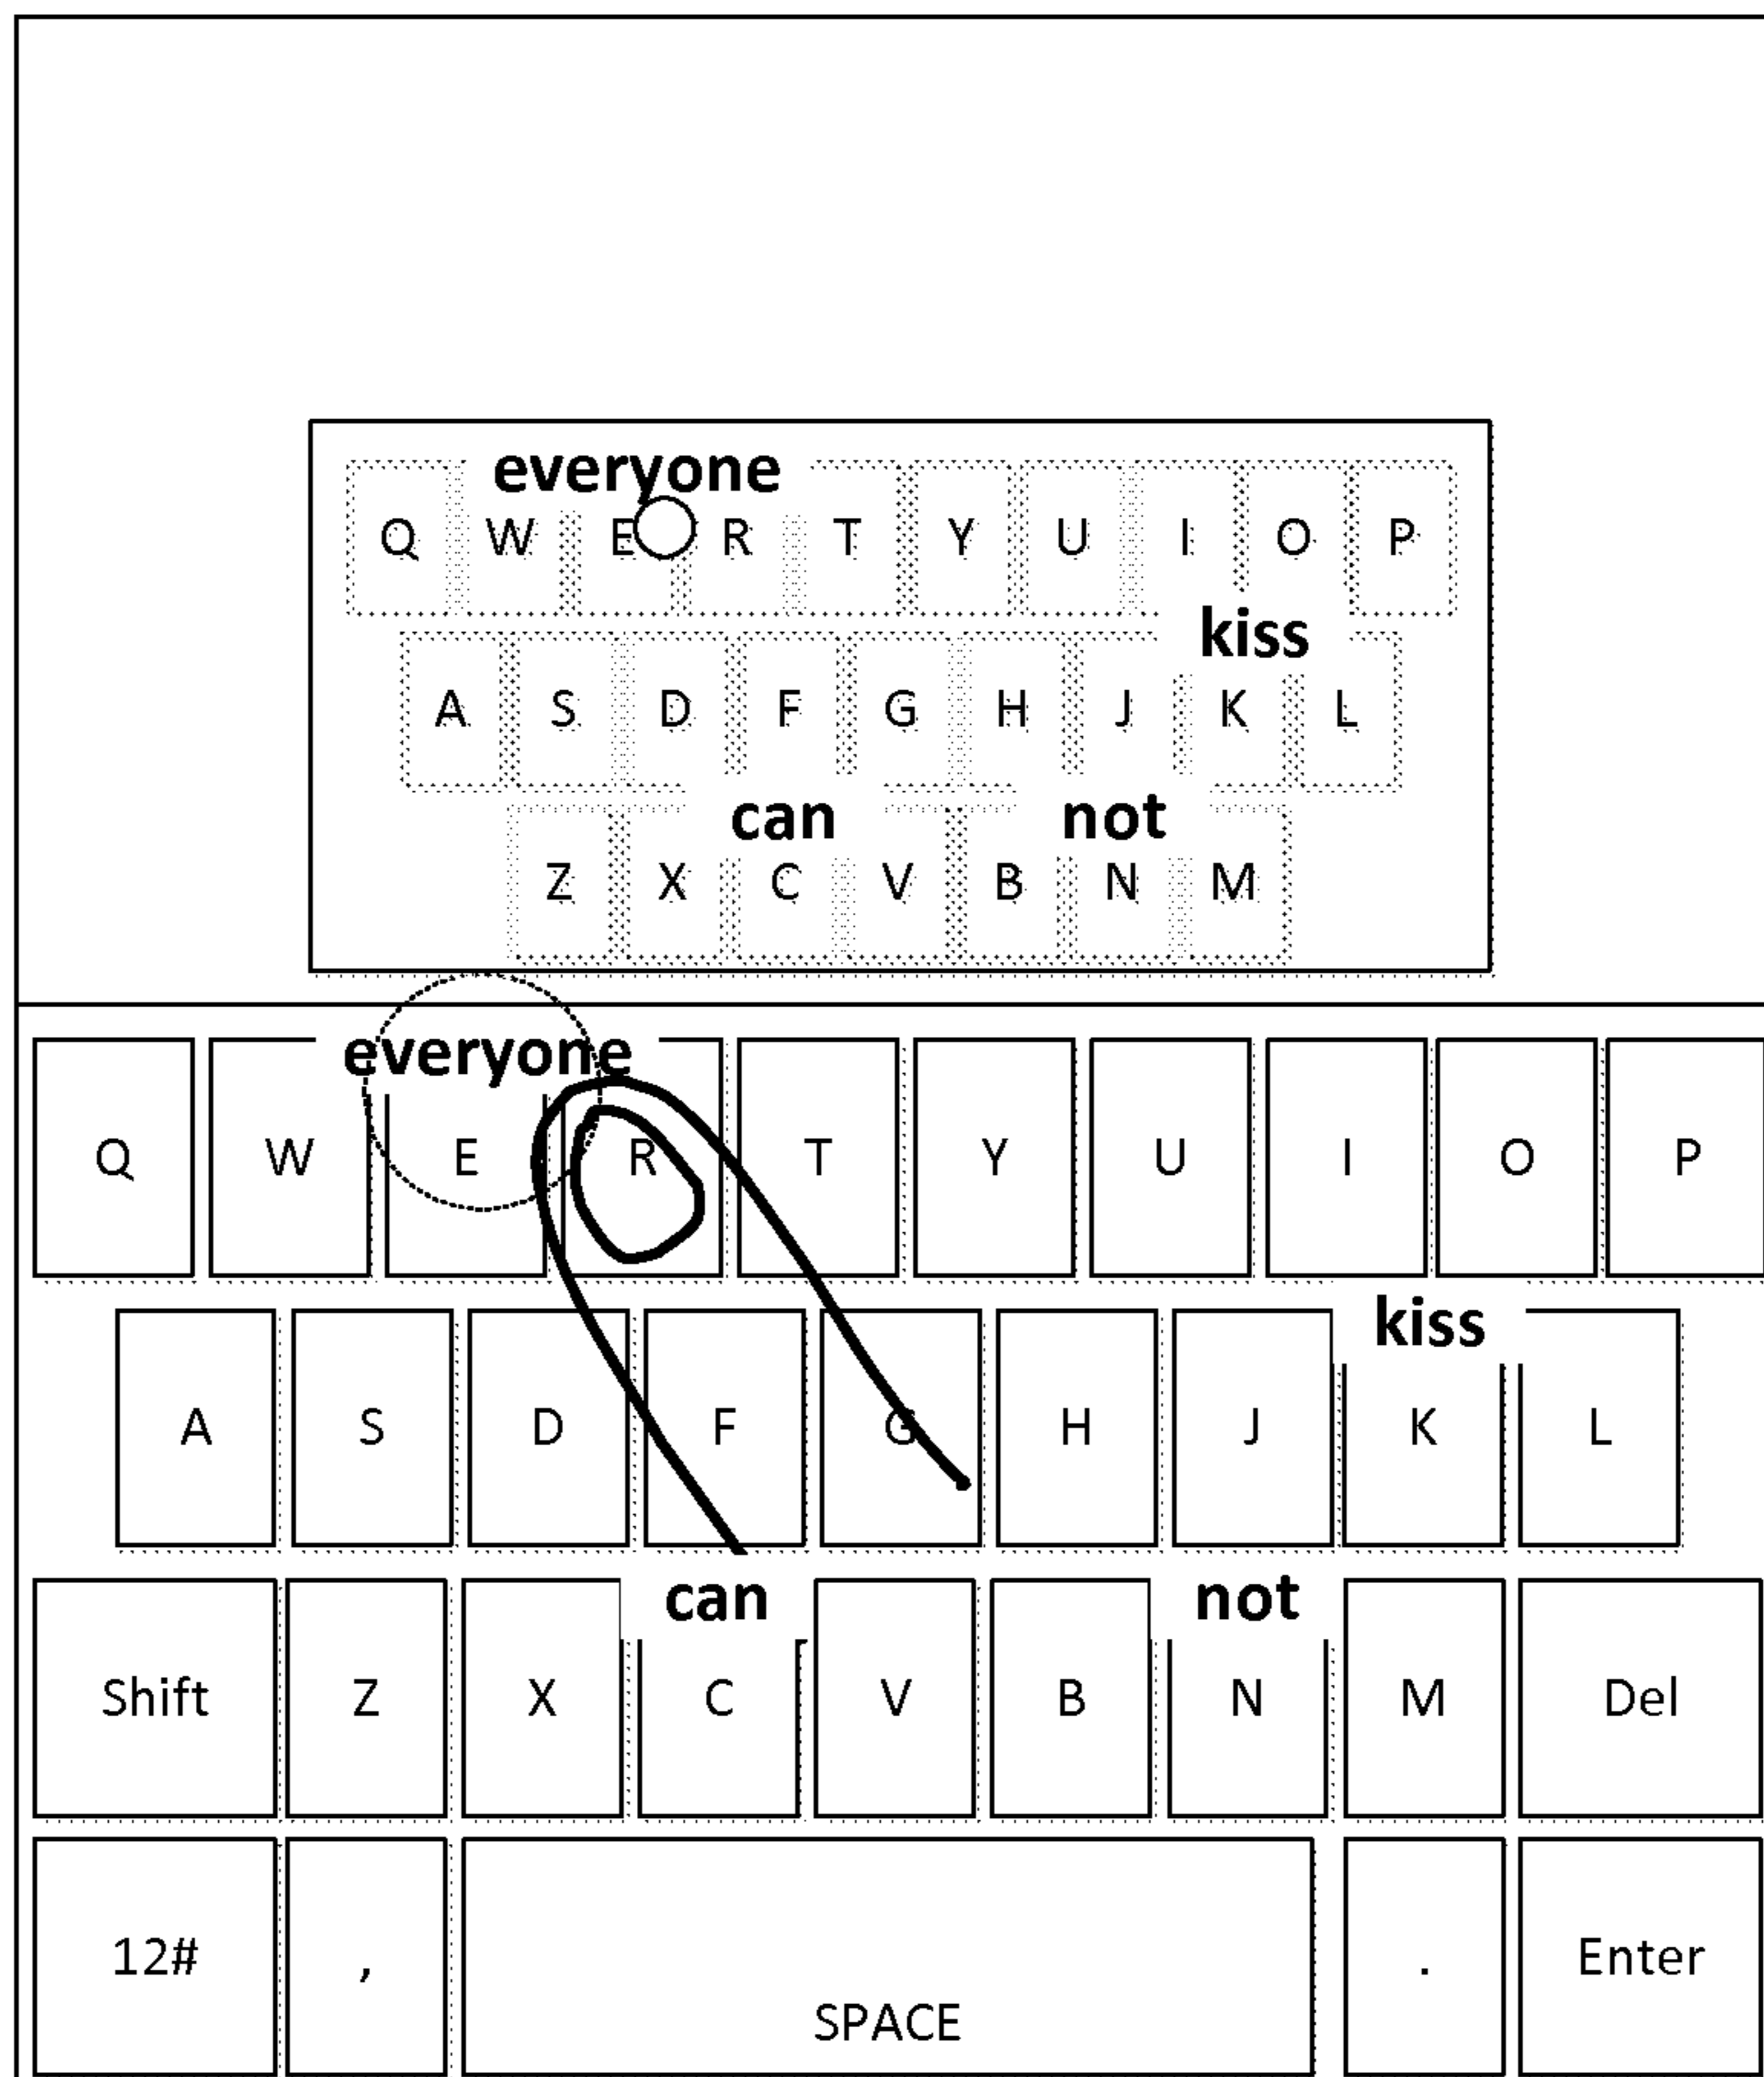 everyone
Q W E R T Y U I O P
kiss
A S D F G H J K L
can not
Z X C V B N M
everyone
Q W E R T Y U I O P
kiss
A S D F G H J K L
can not
Shift Z X C V B N M Del
12# , SPACE . Enter